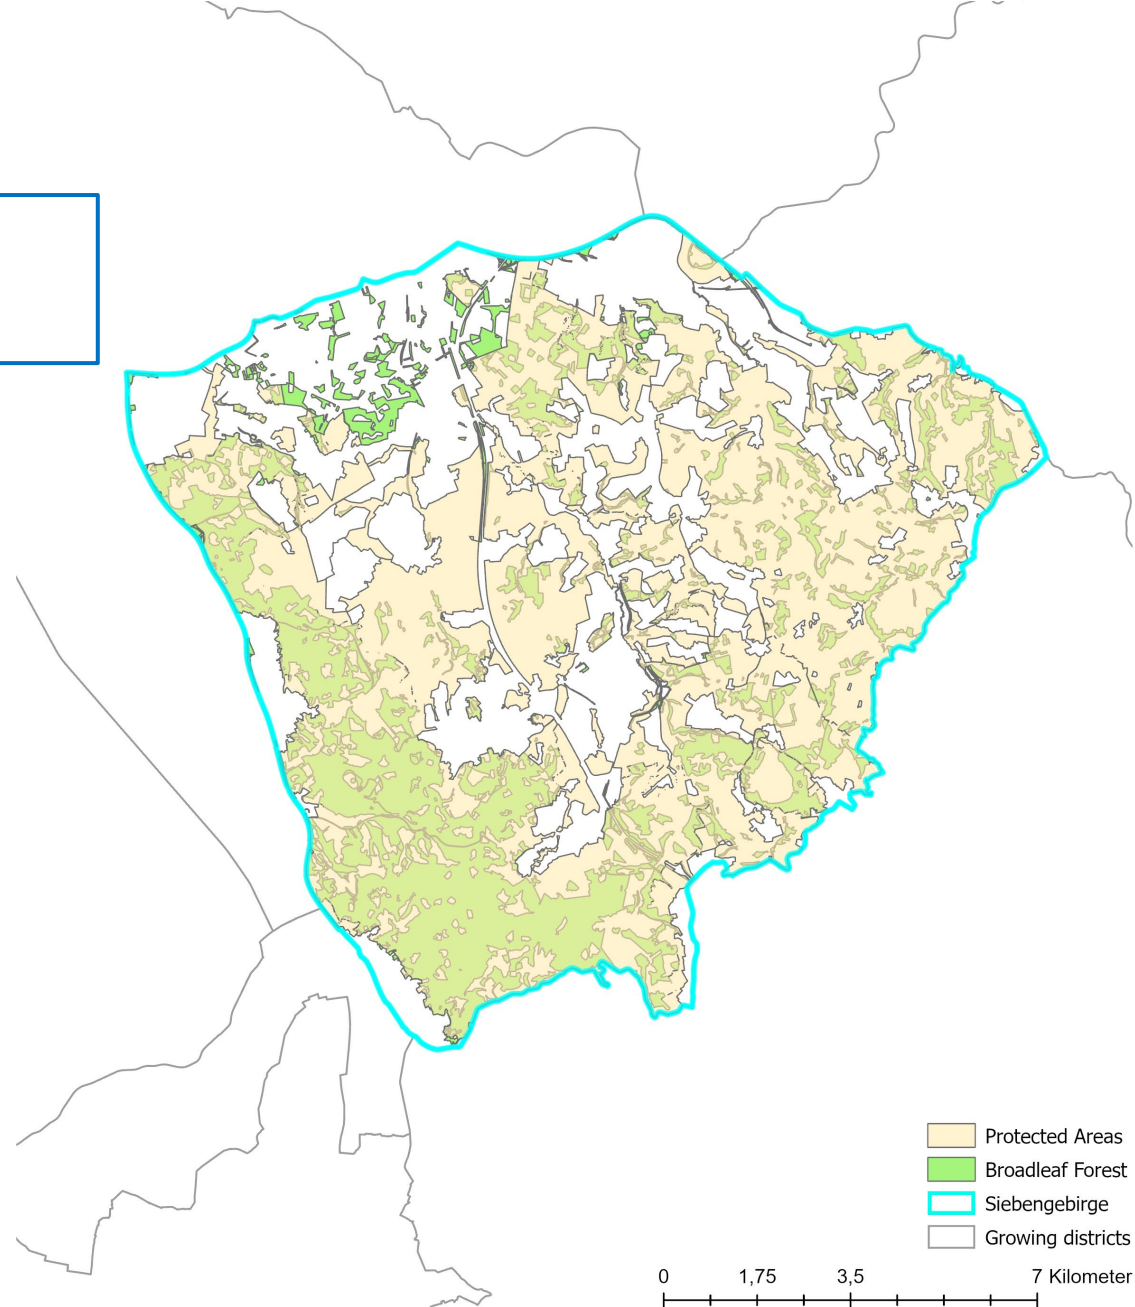 Protected Areas
Broadleaf Forest
Siebengebirge
Growing districts
0 1,75 3,5 7 Kilometer